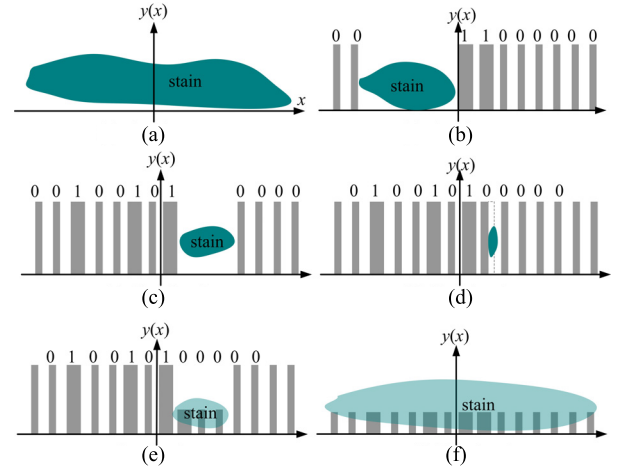 y(x)
stain
x
(a)
y(x)
0 0 1 1 0 0 0 0 0 0
stain
(b)
y(x)
0 0 1 0 0 1 0 1 0 0 0 0
stain
(c)
y(x)
0 1 0 0 1 0 1 0 0 0 0 0
(d)
y(x)
0 1 0 0 1 0 1 0 0 0 0 0
stain
(e)
y(x)
stain
(f)